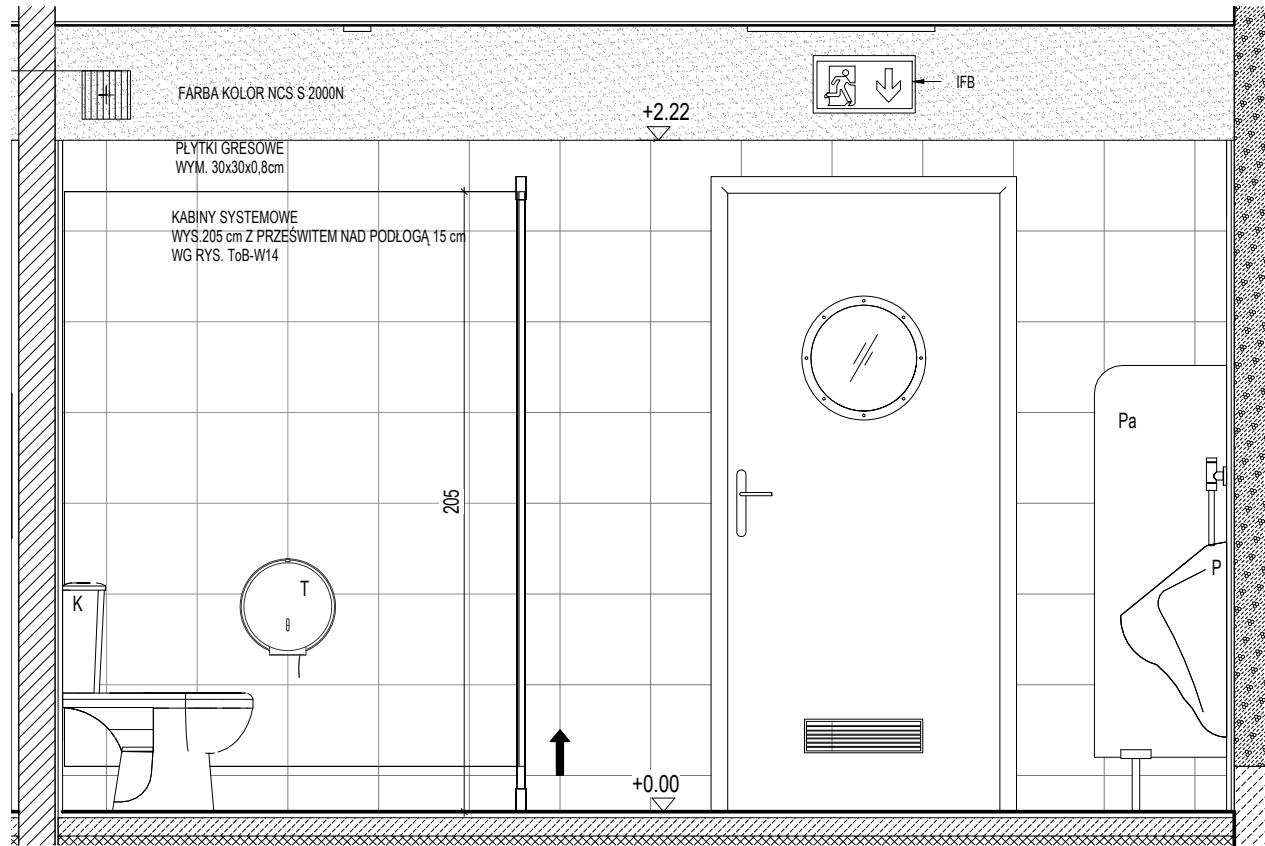 FARBA KOLOR NCS S 2000N
IFB
+2.22
PŁYTKI GRESOWE
WYM. 30x30x0,8cm
KABINY SYSTEMOWE
WYS.205 cm Z PRZEŚWITEM NAD PODŁOGĄ 15 cm
WG RYS. ToB-W14
Pa
205
P
T
K
+0.00